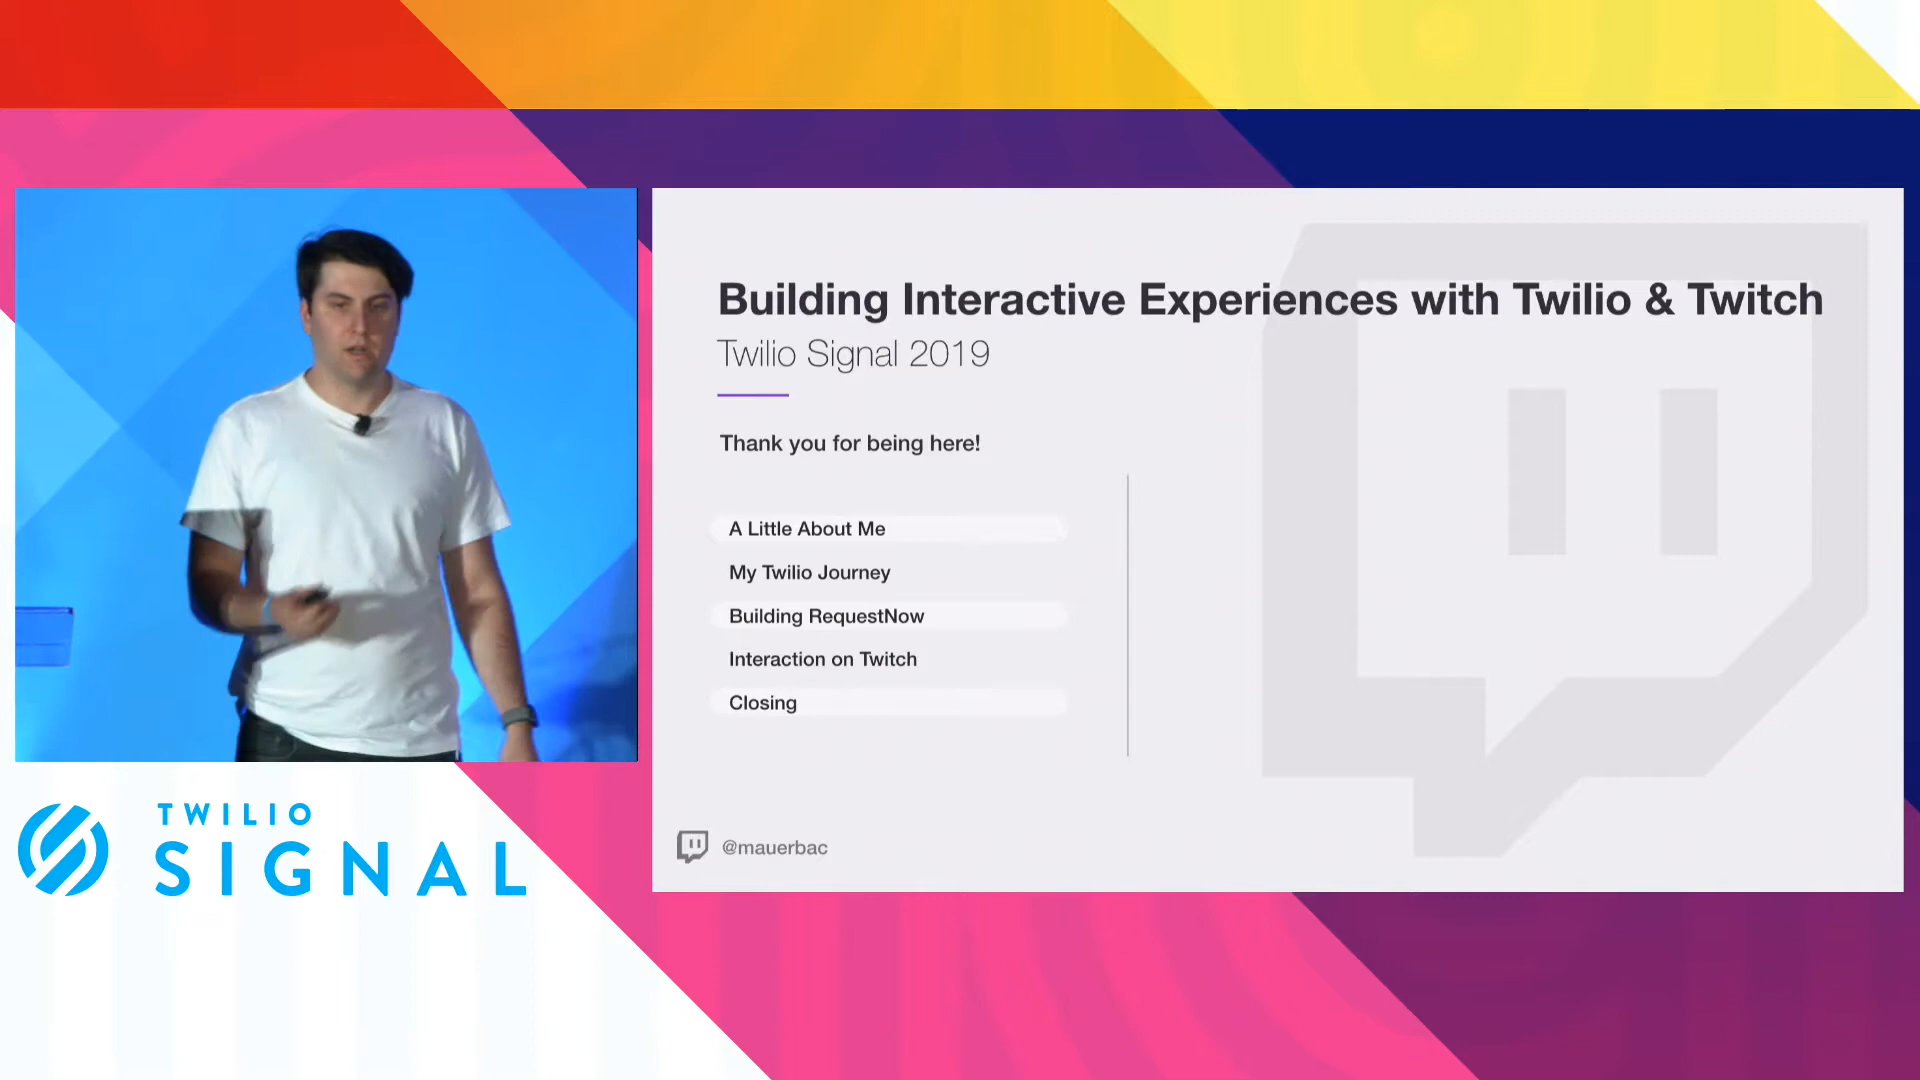 Building Interactive Experiences with Twilio & Twitch
Twilio Signal 2019
Thank you for being here!
A Little About Me
My Twilio Journey
Building RequestNow
Interaction on Twitch
Closing
@mauerbac
TWILIO
SIGNAL